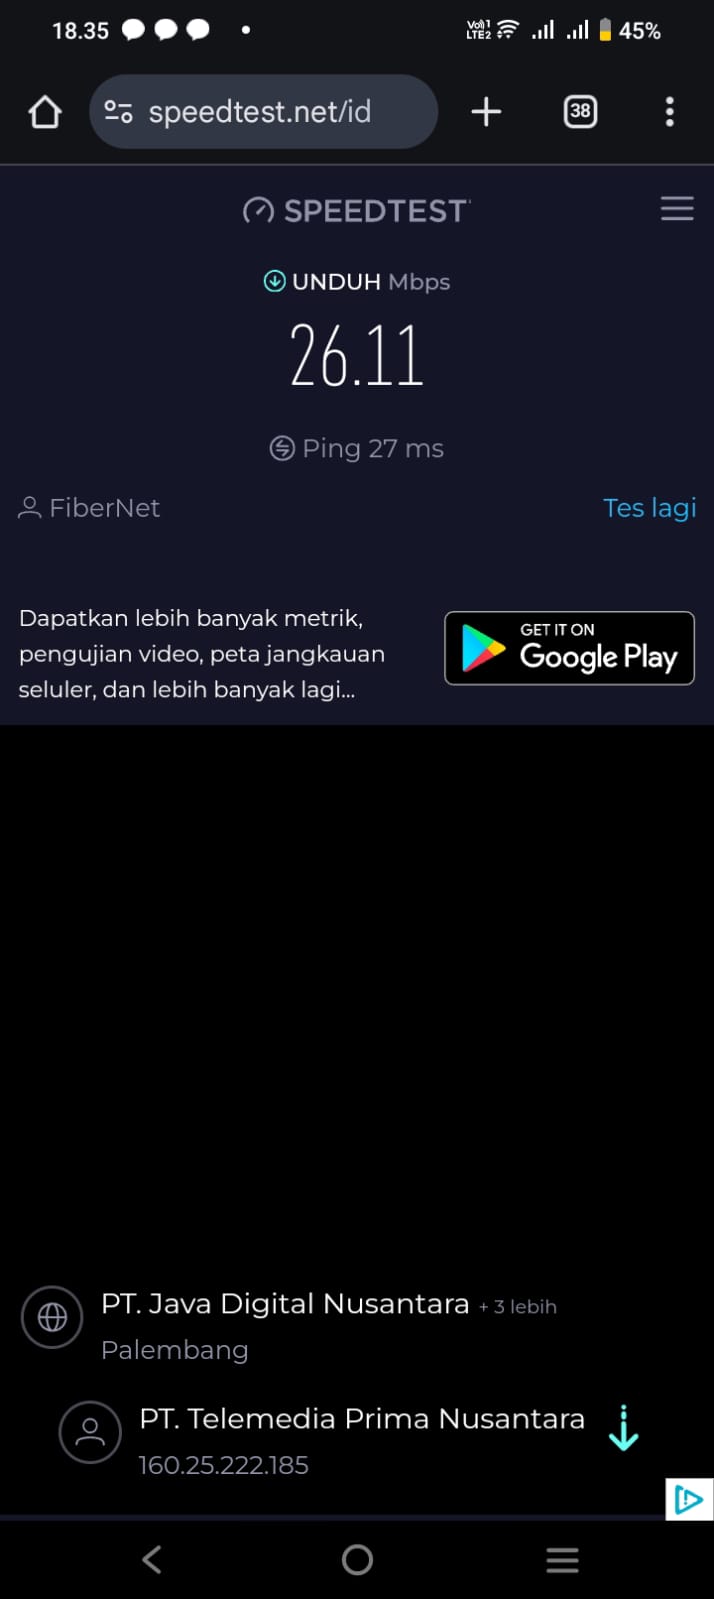 18.35
Vo)) 1
LTE2
45%
speedtest.net/id
38
SPEEDTEST
UNDUH Mbps
26.11
Ping 27 ms
FiberNet
Tes lagi
Dapatkan lebih banyak metrik,
pengujian video, peta jangkauan
seluler, dan lebih banyak lagi...
GET IT ON
Google Play
PT. Java Digital Nusantara + 3 lebih
Palembang
PT. Telemedia Prima Nusantara
160.25.222.185